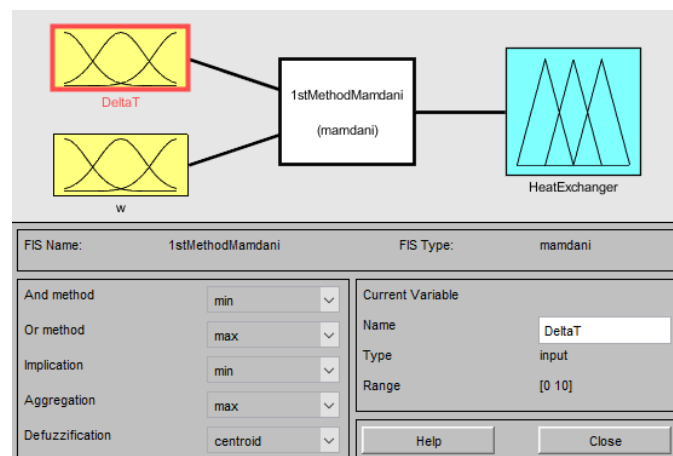 DeltaT
w
1stMethodMamdani
(mamdani)
HeatExchanger
FIS Name: 1stMethodMamdani FIS Type: mamdani
And method min
Or method max
Implication min
Aggregation max
Defuzzification centroid
Current Variable
Name DeltaT
Type input
Range [0 10]
Help Close